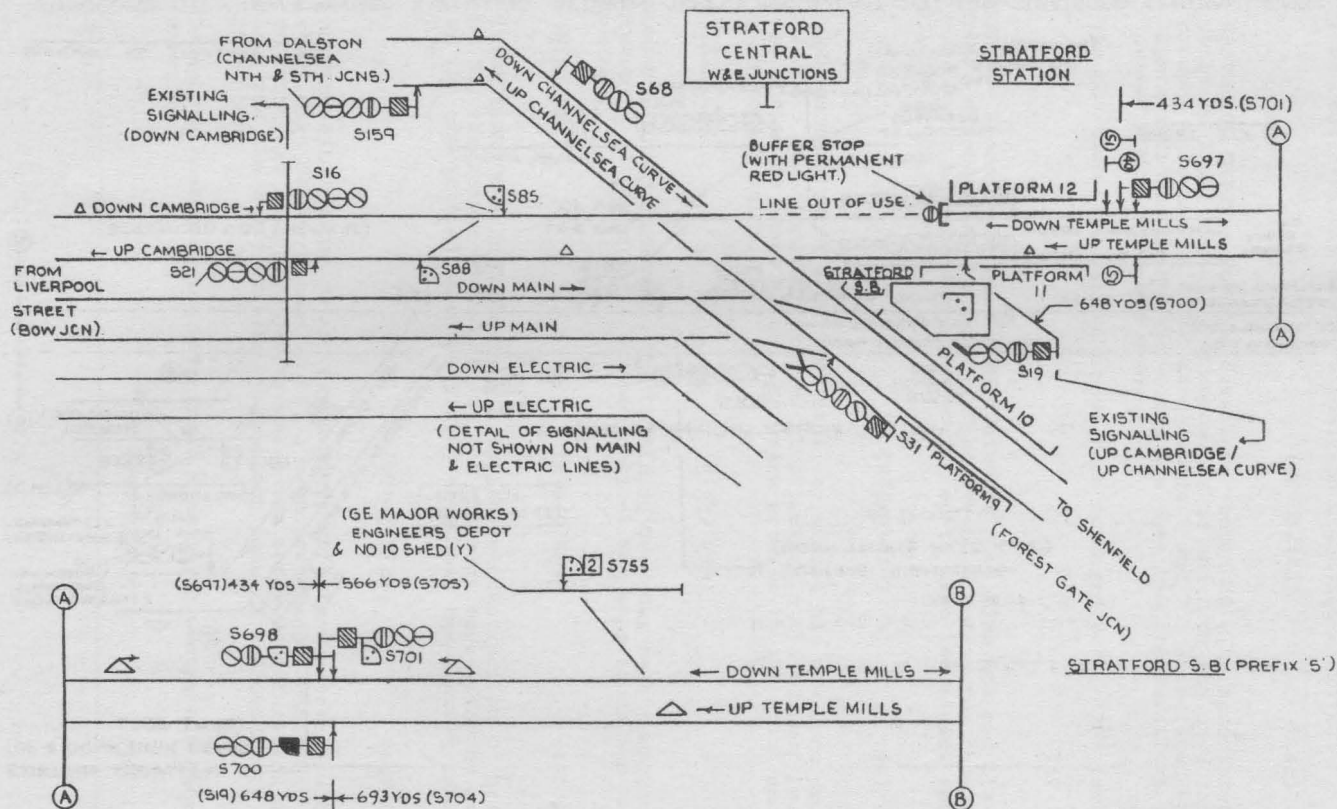 STRATFORD
CENTRAL
W&E JUNCTIONS
STRATFORD
STATION
FROM DALSTON
(CHANNELSEA
NTH & STH. JCNS.)
EXISTING
SIGNALLING.
(DOWN CAMBRIDGE)
S159
DOWN CHANNELSEA CURVE
UP CHANNELSEA CURVE
S68
434 YDS. (S701)
A
BUFFER STOP
(WITH PERMANENT
RED LIGHT.)
LINE OUT OF USE.
PLATFORM 12
S697
S16
S85.
DOWN CAMBRIDGE
DOWN TEMPLE MILLS
UP CAMBRIDGE
UP TEMPLE MILLS
S21
S88
STRATFORD
S.B.
PLATFORM
11
FROM
LIVERPOOL
STREET
(BOW JCN).
DOWN MAIN
648 YDS (S700)
A
UP MAIN
S19
DOWN ELECTRIC
PLATFORM 10
UP ELECTRIC
(DETAIL OF SIGNALLING
NOT SHOWN ON MAIN
& ELECTRIC LINES)
S31
PLATFORM 9
EXISTING
SIGNALLING
(UP CAMBRIDGE /
UP CHANNELSEA CURVE)
TO SHENFIELD
(FOREST GATE JCN)
(GE MAJOR WORKS)
ENGINEERS DEPOT
& NO 10 SHED (Y)
2 S755
(S697) 434 YDS
566 YDS (S705)
A
B
S698
S701
DOWN TEMPLE MILLS
STRATFORD S.B (PREFIX 'S')
UP TEMPLE MILLS
S700
A
B
(S19) 648 YDS
693 YDS (S704)